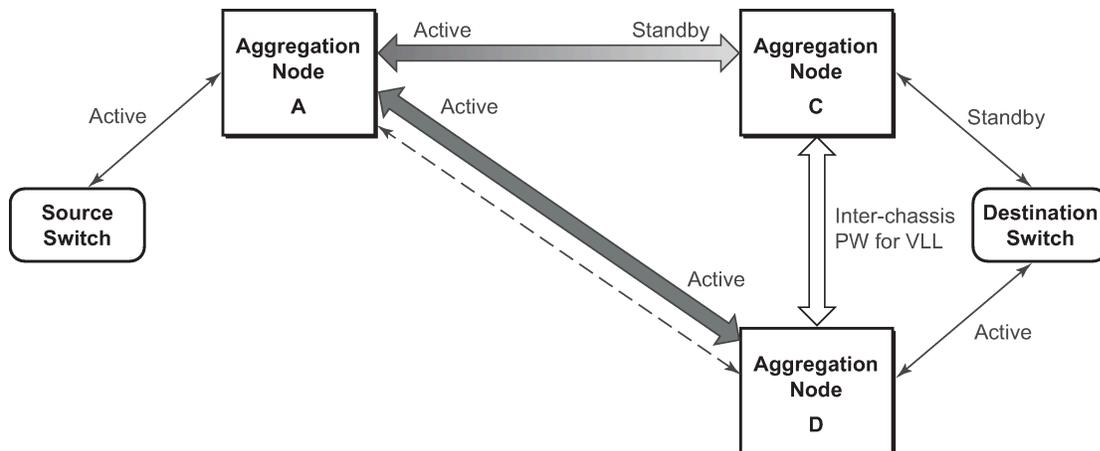 Active
Standby
Aggregation
Node
A
Aggregation
Node
C
Active
Active
Standby
Source
Switch
Inter-chassis
PW for VLL
Destination
Switch
Active
Active
Aggregation
Node
D